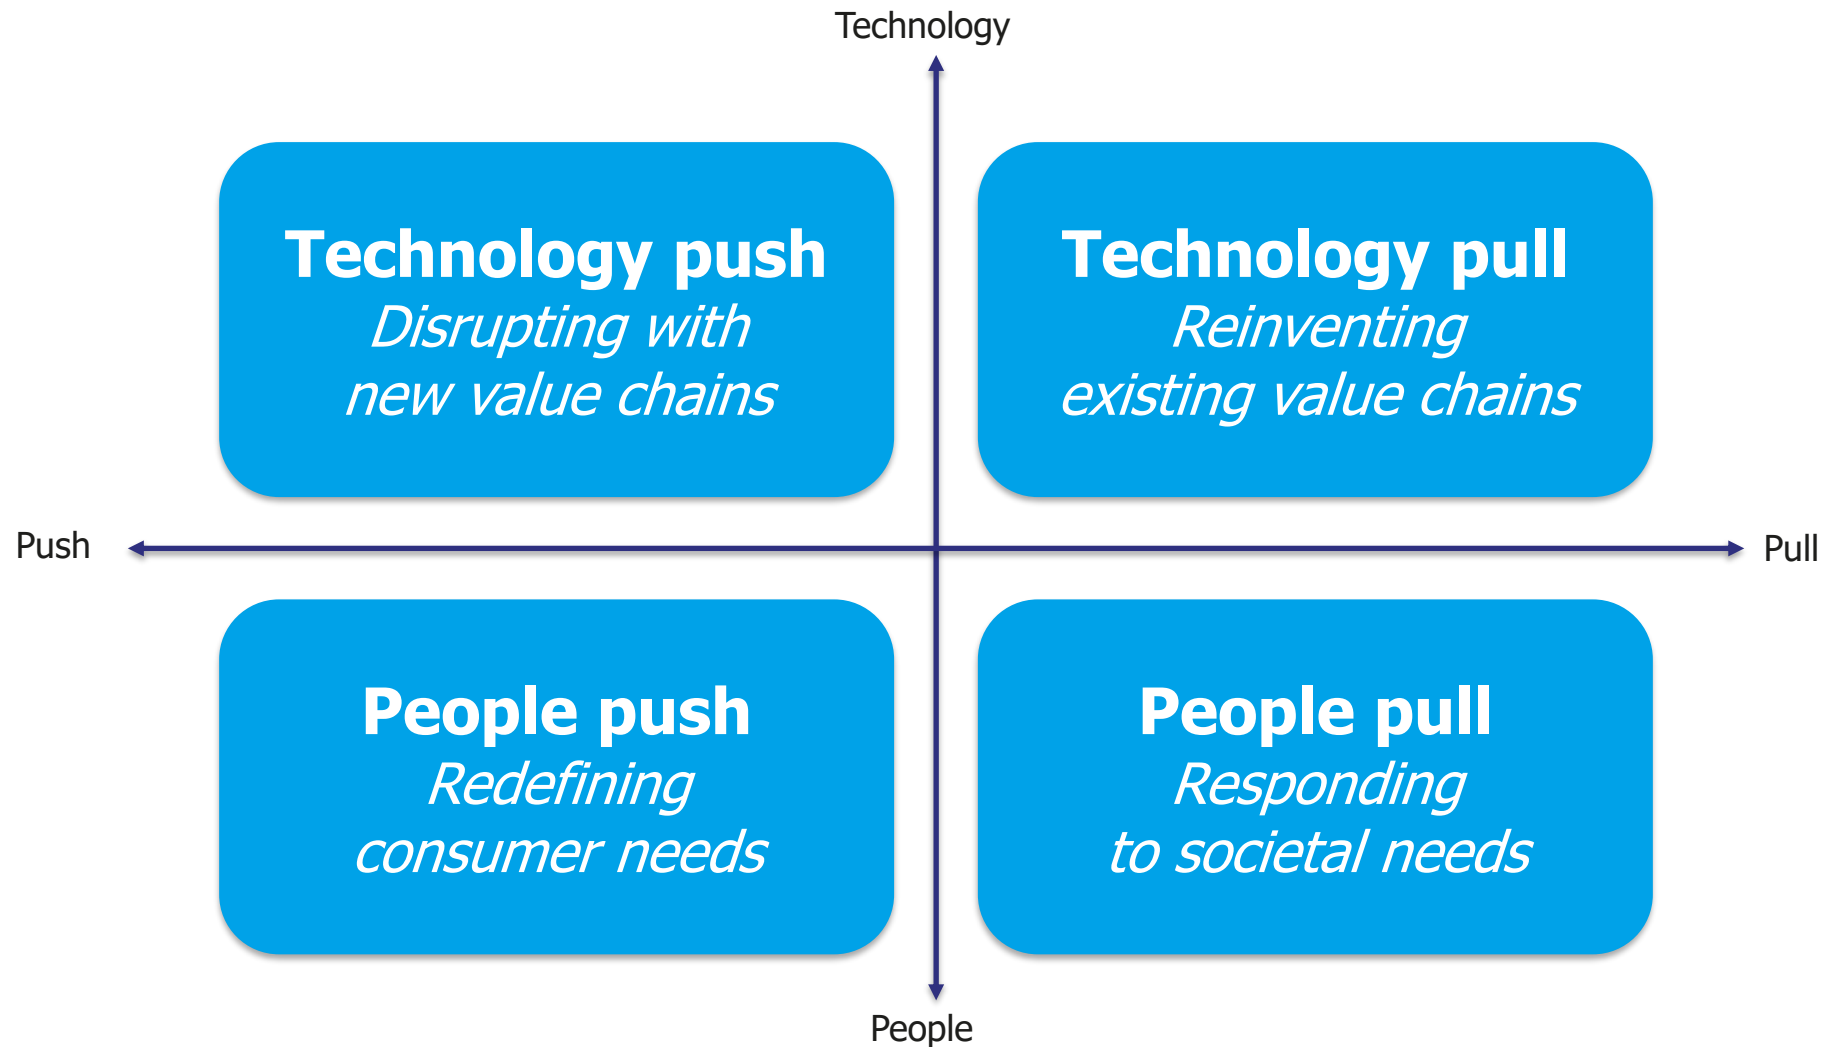 Technology
Technology push
Disrupting with
new value chains
Technology pull
Reinventing
existing value chains
Push
Pull
People push
Redefining
consumer needs
People pull
Responding
to societal needs
People